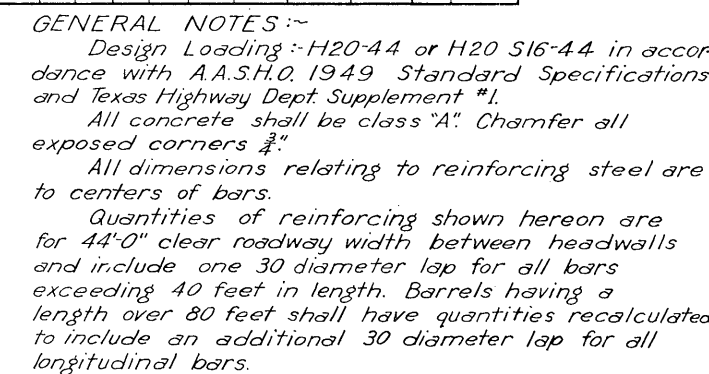 GENERAL NOTES:~
Design Loading:- H20-44 or H20 S16-44 in accor-
dance with A.A.S.H.O. 1949 Standard Specifications
and Texas Highway Dept. Supplement #1.
All concrete shall be class "A". Chamfer all
exposed corners 3/4".
All dimensions relating to reinforcing steel are
to centers of bars.
Quantities of reinforcing shown hereon are
for 44'-0" clear roadway width between headwalls
and include one 30 diameter lap for all bars
exceeding 40 feet in length. Barrels having a
length over 80 feet shall have quantities recalculated
to include an additional 30 diameter lap for all
longitudinal bars.